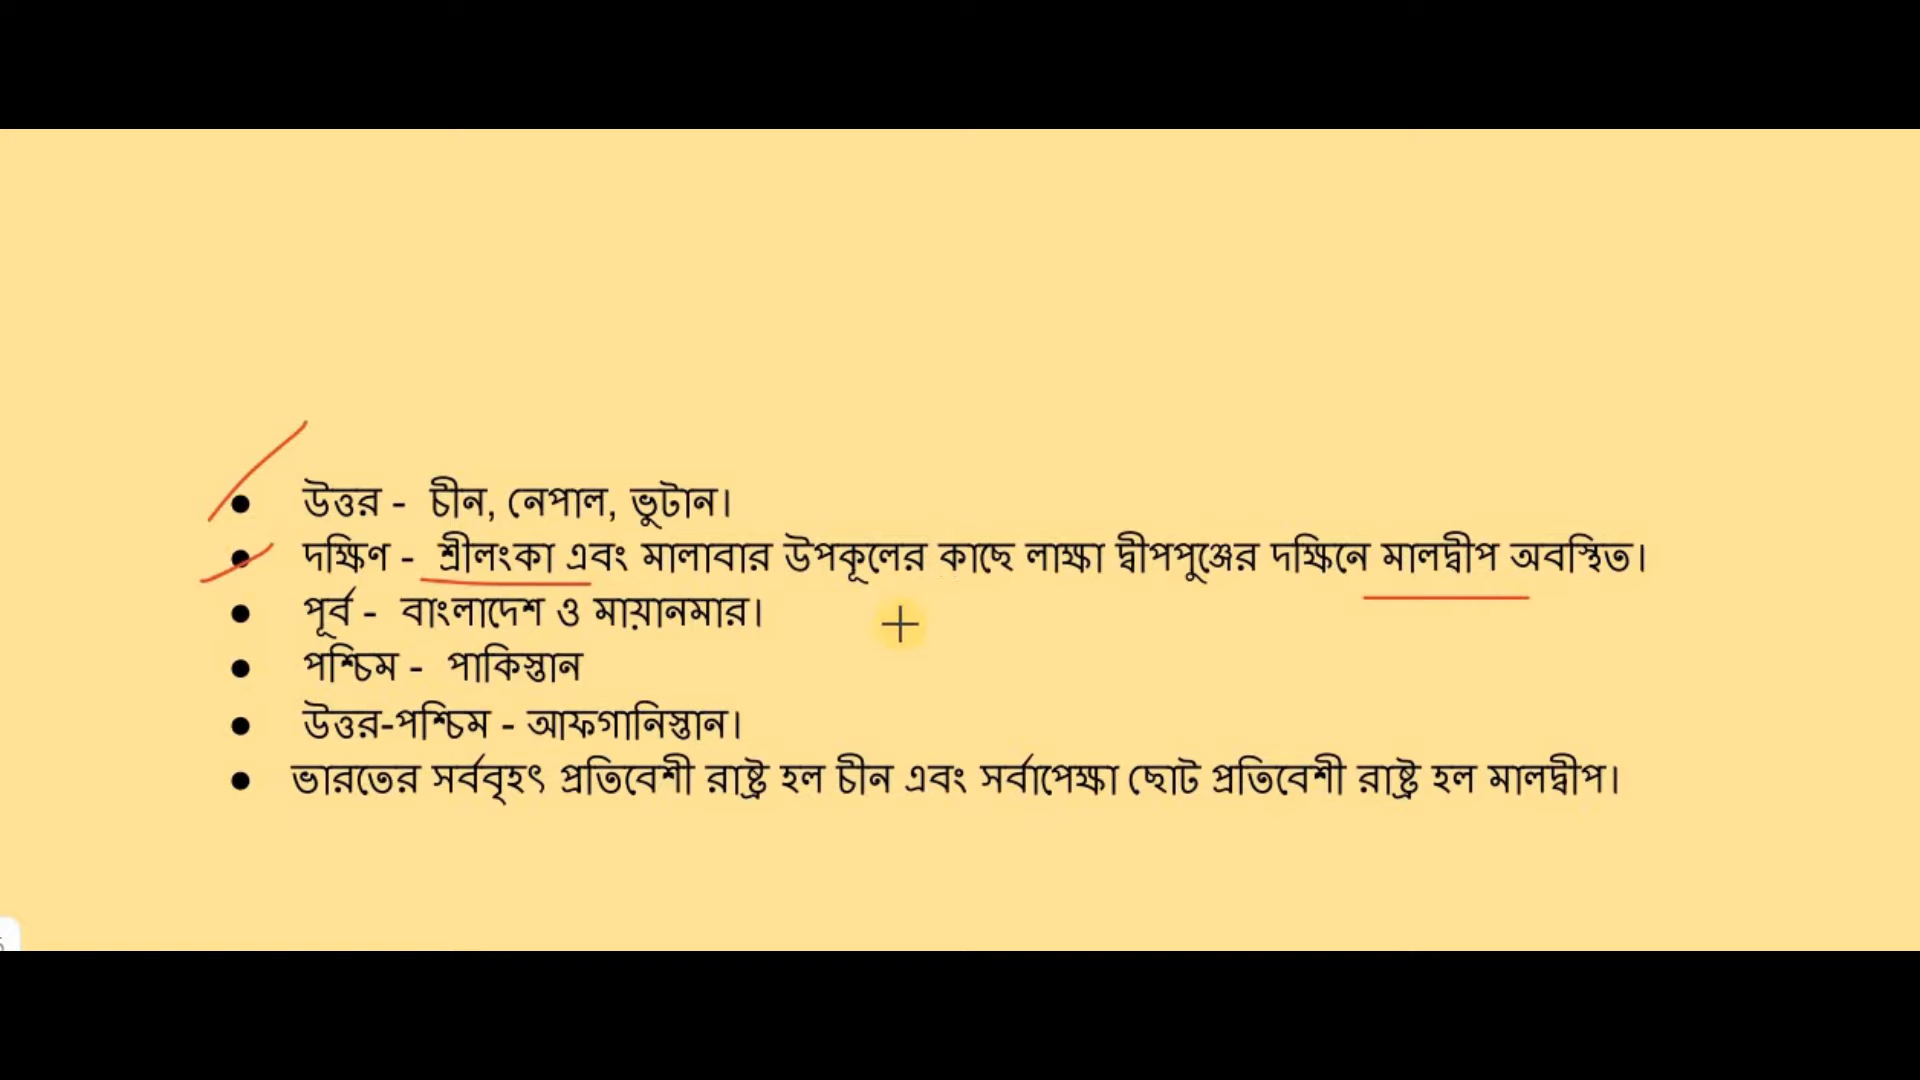 ● উত্তর - চীন, নেপাল, ভুটান।
● দক্ষিণ - শ্রীলংকা এবং মালাবার উপকূলের কাছে লাক্ষা দ্বীপপুঞ্জের দক্ষিনে মালদ্বীপ অবস্থিত।
● পূর্ব - বাংলাদেশ ও মায়ানমার।
● পশ্চিম - পাকিস্তান
● উত্তর-পশ্চিম - আফগানিস্তান।
● ভারতের সর্ববৃহৎ প্রতিবেশী রাষ্ট্র হল চীন এবং সর্বাপেক্ষা ছোট প্রতিবেশী রাষ্ট্র হল মালদ্বীপ।